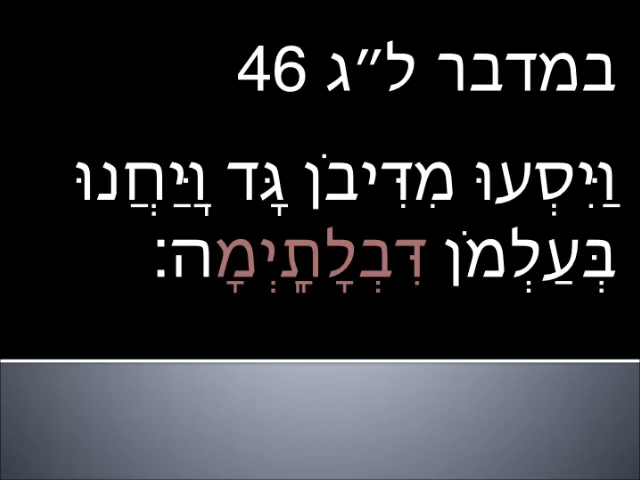 במדבר ל״ג 46
וַיִּסְעוּ מִדִּיבֹן גָּד וַיַּחֲנוּ
בְּעַלְמֹן דִּבְלָתָיְמָה׃